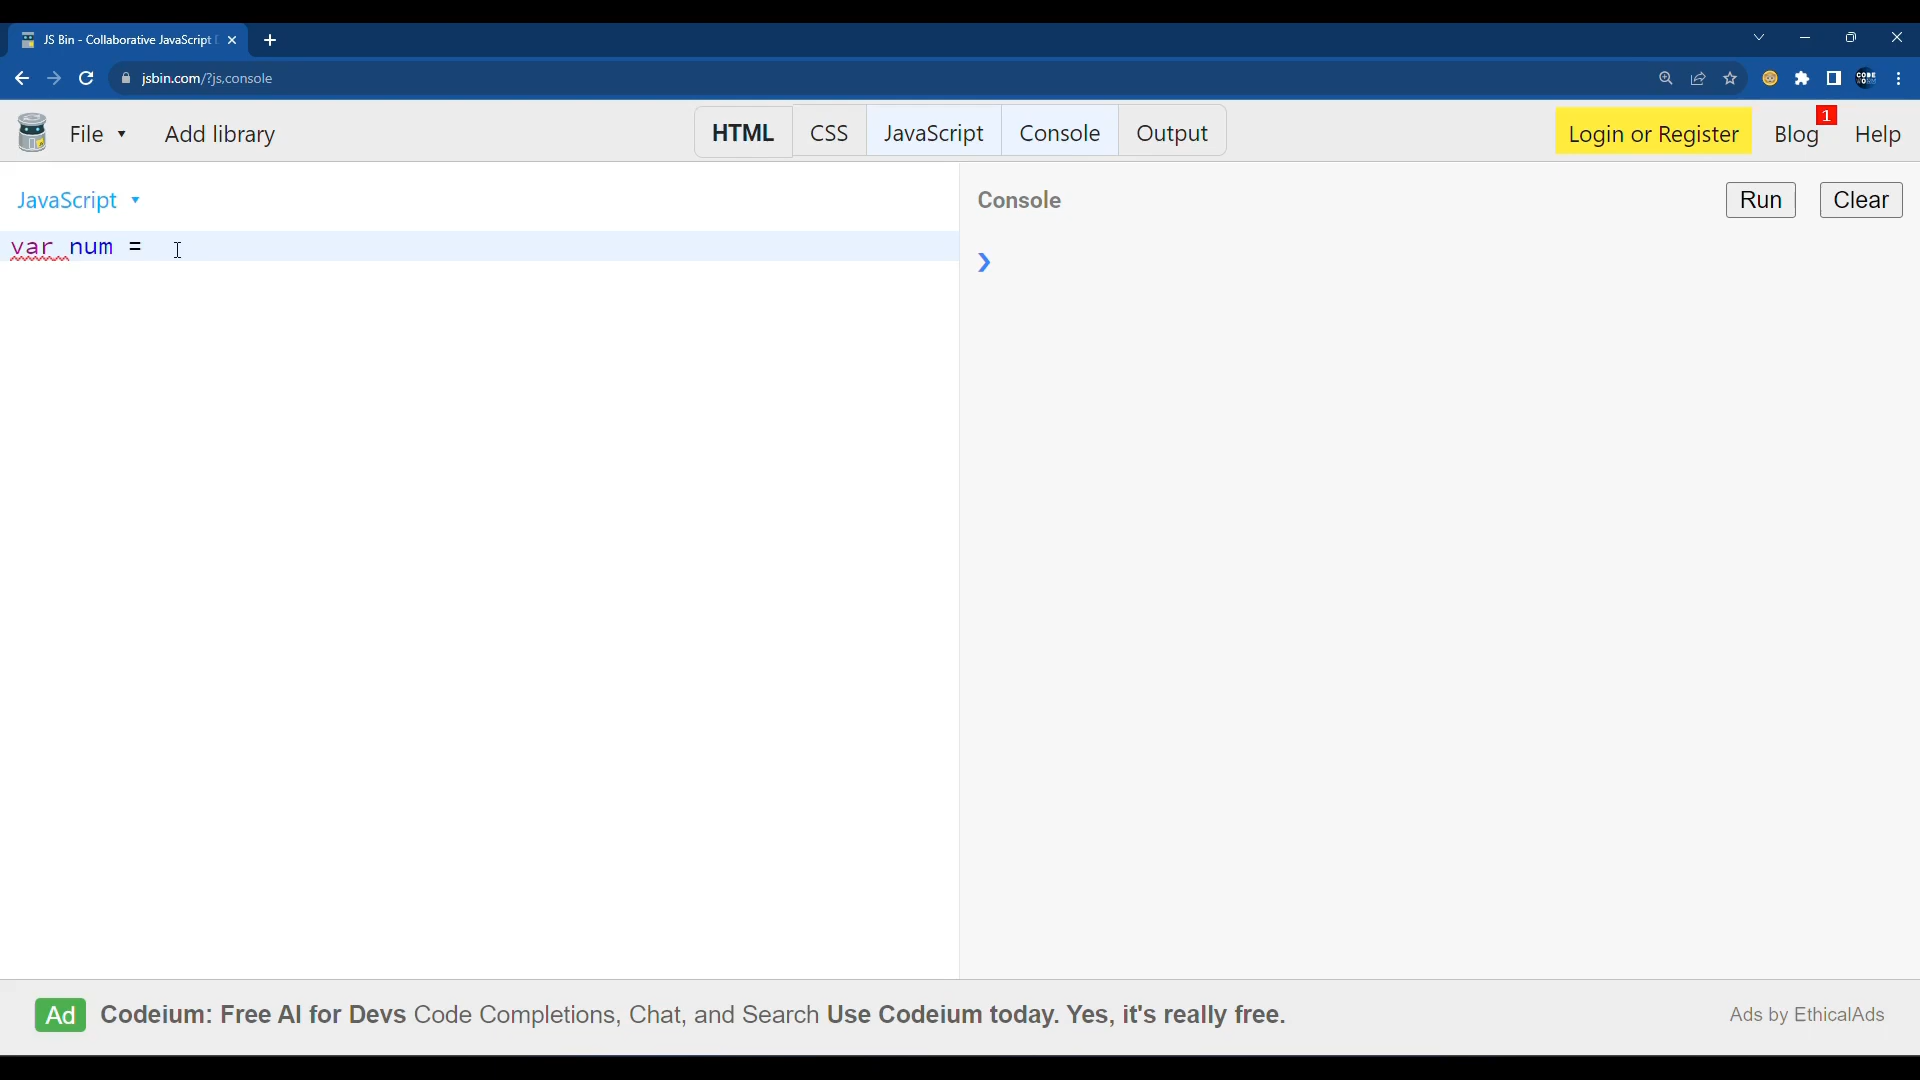 JS Bin - Collaborative JavaScript
jsbin.com/?js,console
File Add library HTML CSS JavaScript Console Output Login or Register Blog 1 Help
JavaScript
Console Run Clear
var num =
Ad Codeium: Free AI for Devs Code Completions, Chat, and Search Use Codeium today. Yes, it's really free. Ads by EthicalAds